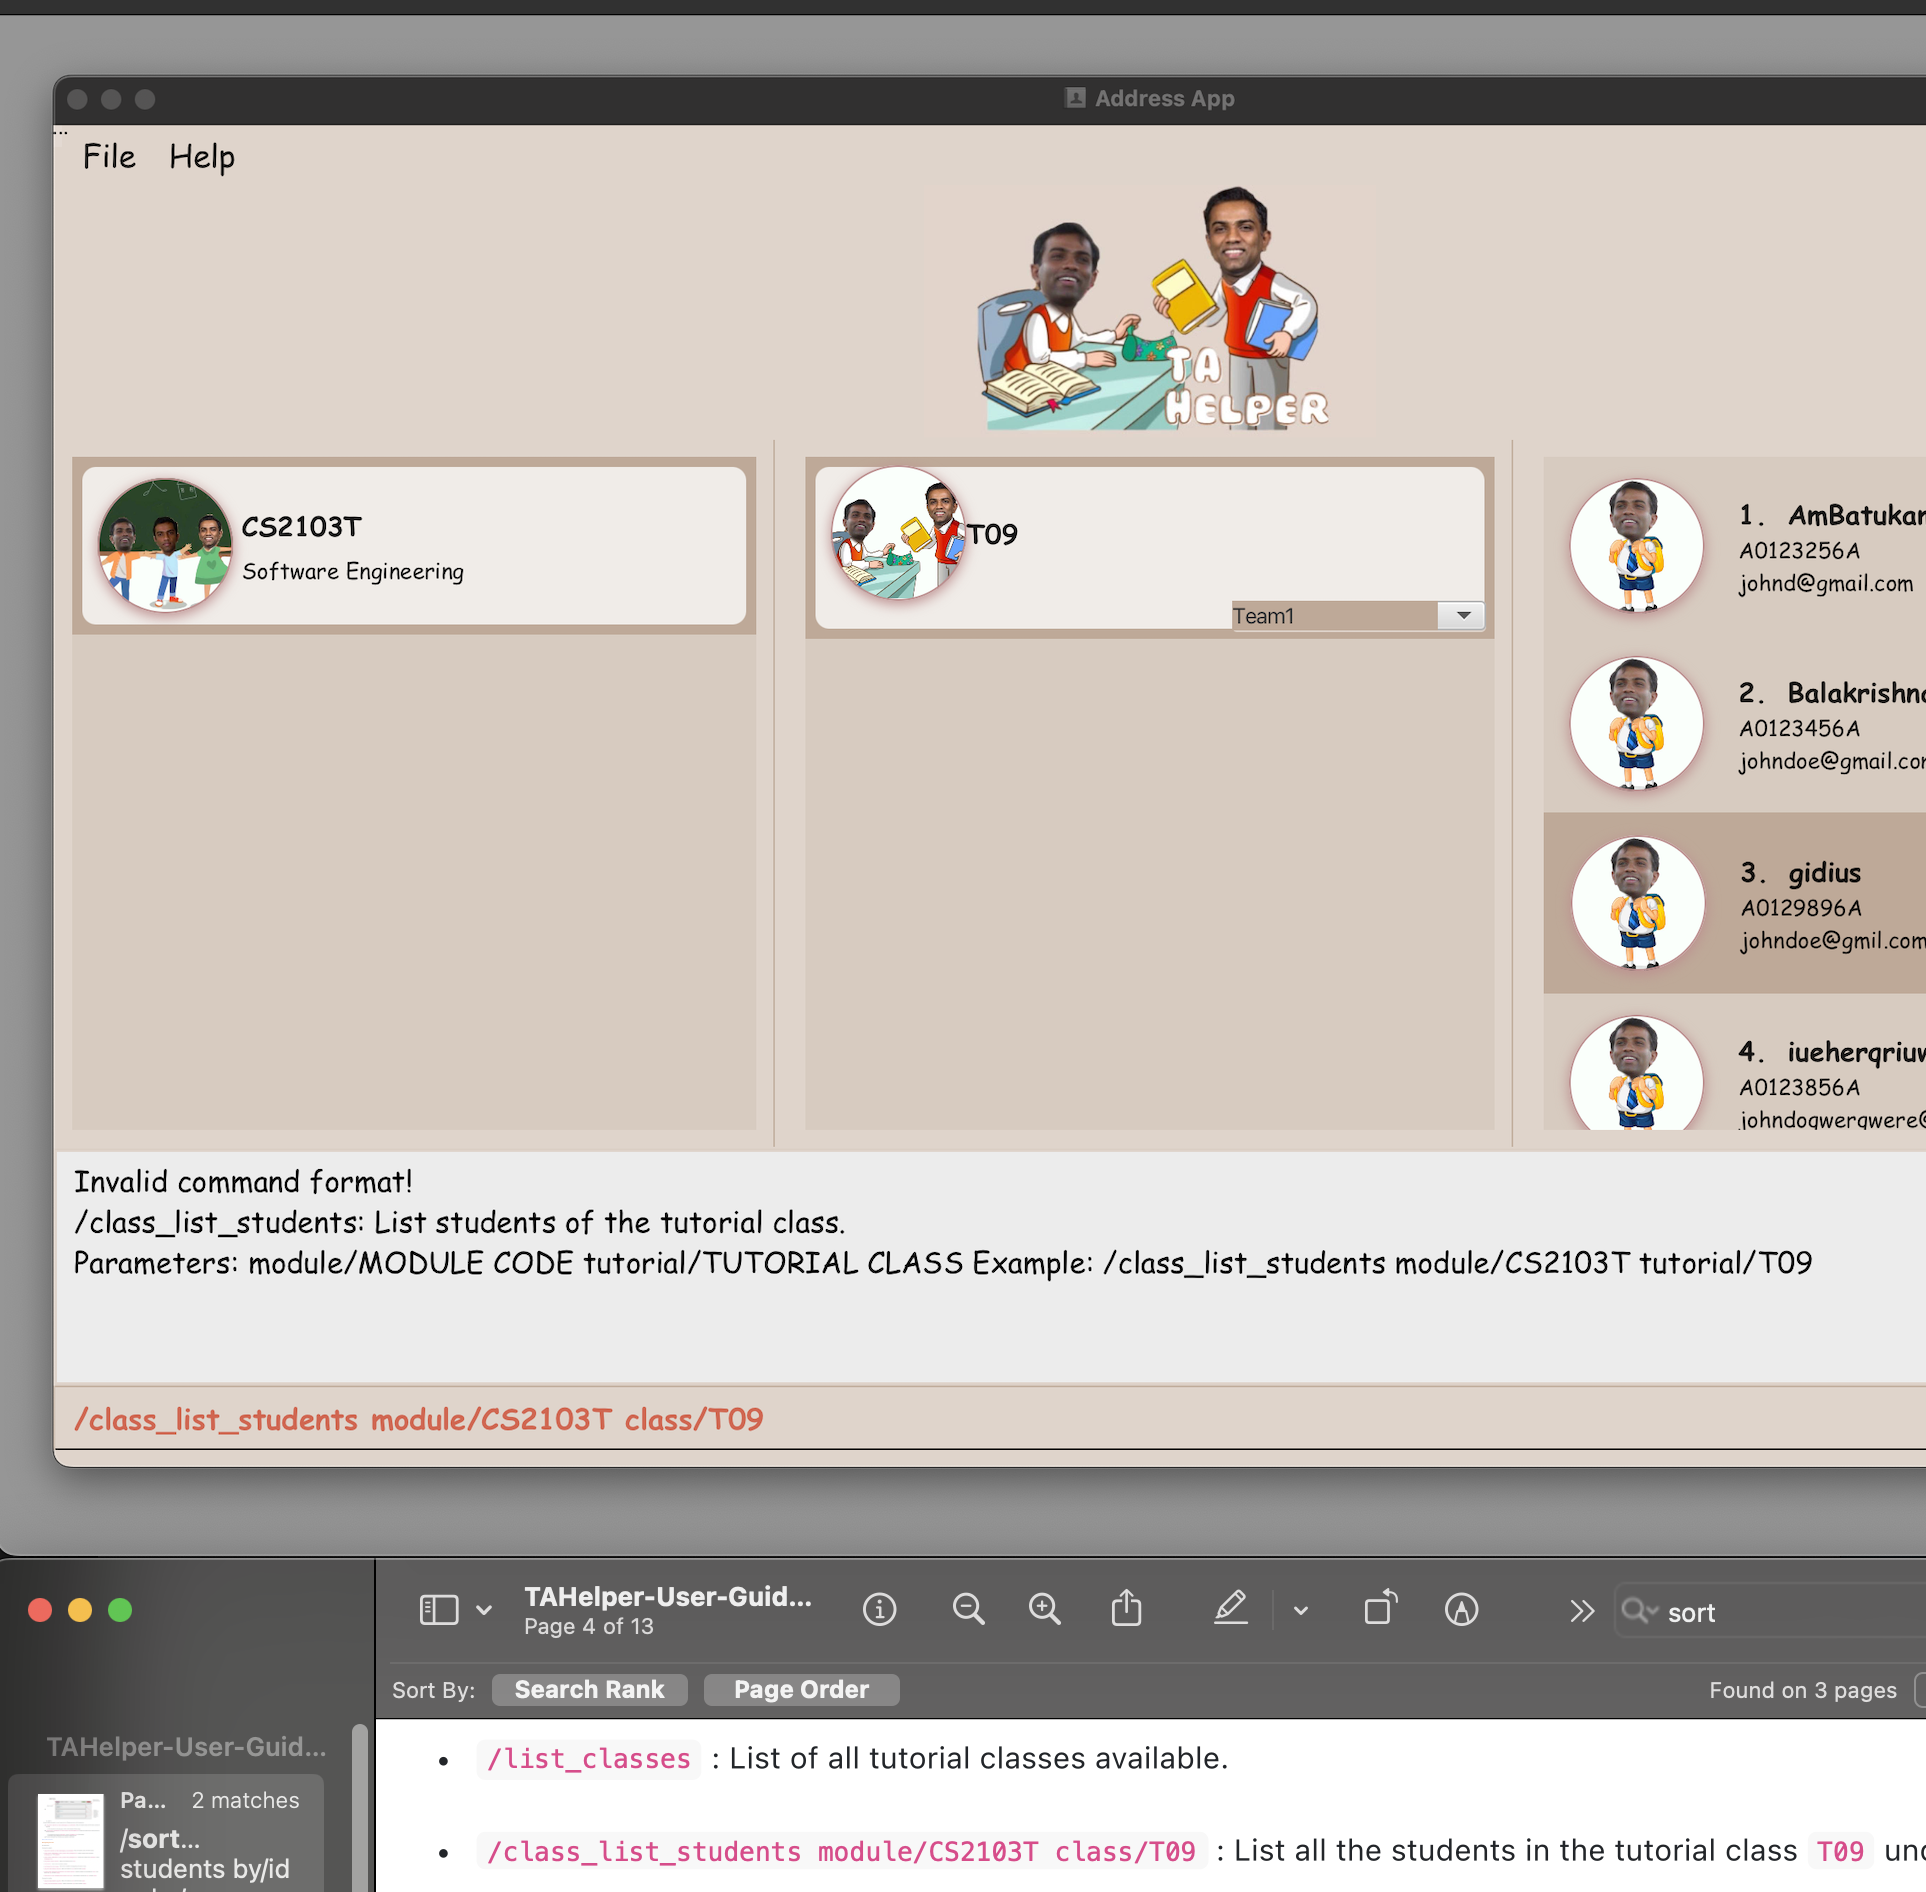 Address App
File Help
TA
HELPER
CS2103T
Software Engineering
T09
Team1
1. AmBatukan
A0123256A
johnd@gmail.com
2. Balakrishna
A0123456A
johndoe@gmail.com
3. gidius
A0129896A
johndoe@gmil.com
4. iueherqriuw
A0123856A
johndoqwerqwere@
Invalid command format!
/class_list_students: List students of the tutorial class.
Parameters: module/MODULE CODE tutorial/TUTORIAL CLASS Example: /class_list_students module/CS2103T tutorial/T09
/class_list_students module/CS2103T class/T09
TAHelper-User-Guid...
Page 4 of 13
sort
Sort By: Search Rank Page Order Found on 3 pages
TAHelper-User-Guid...
Pa... 2 matches
/sort...
students by/id
• /list_classes : List of all tutorial classes available.
• /class_list_students module/CS2103T class/T09 : List all the students in the tutorial class T09